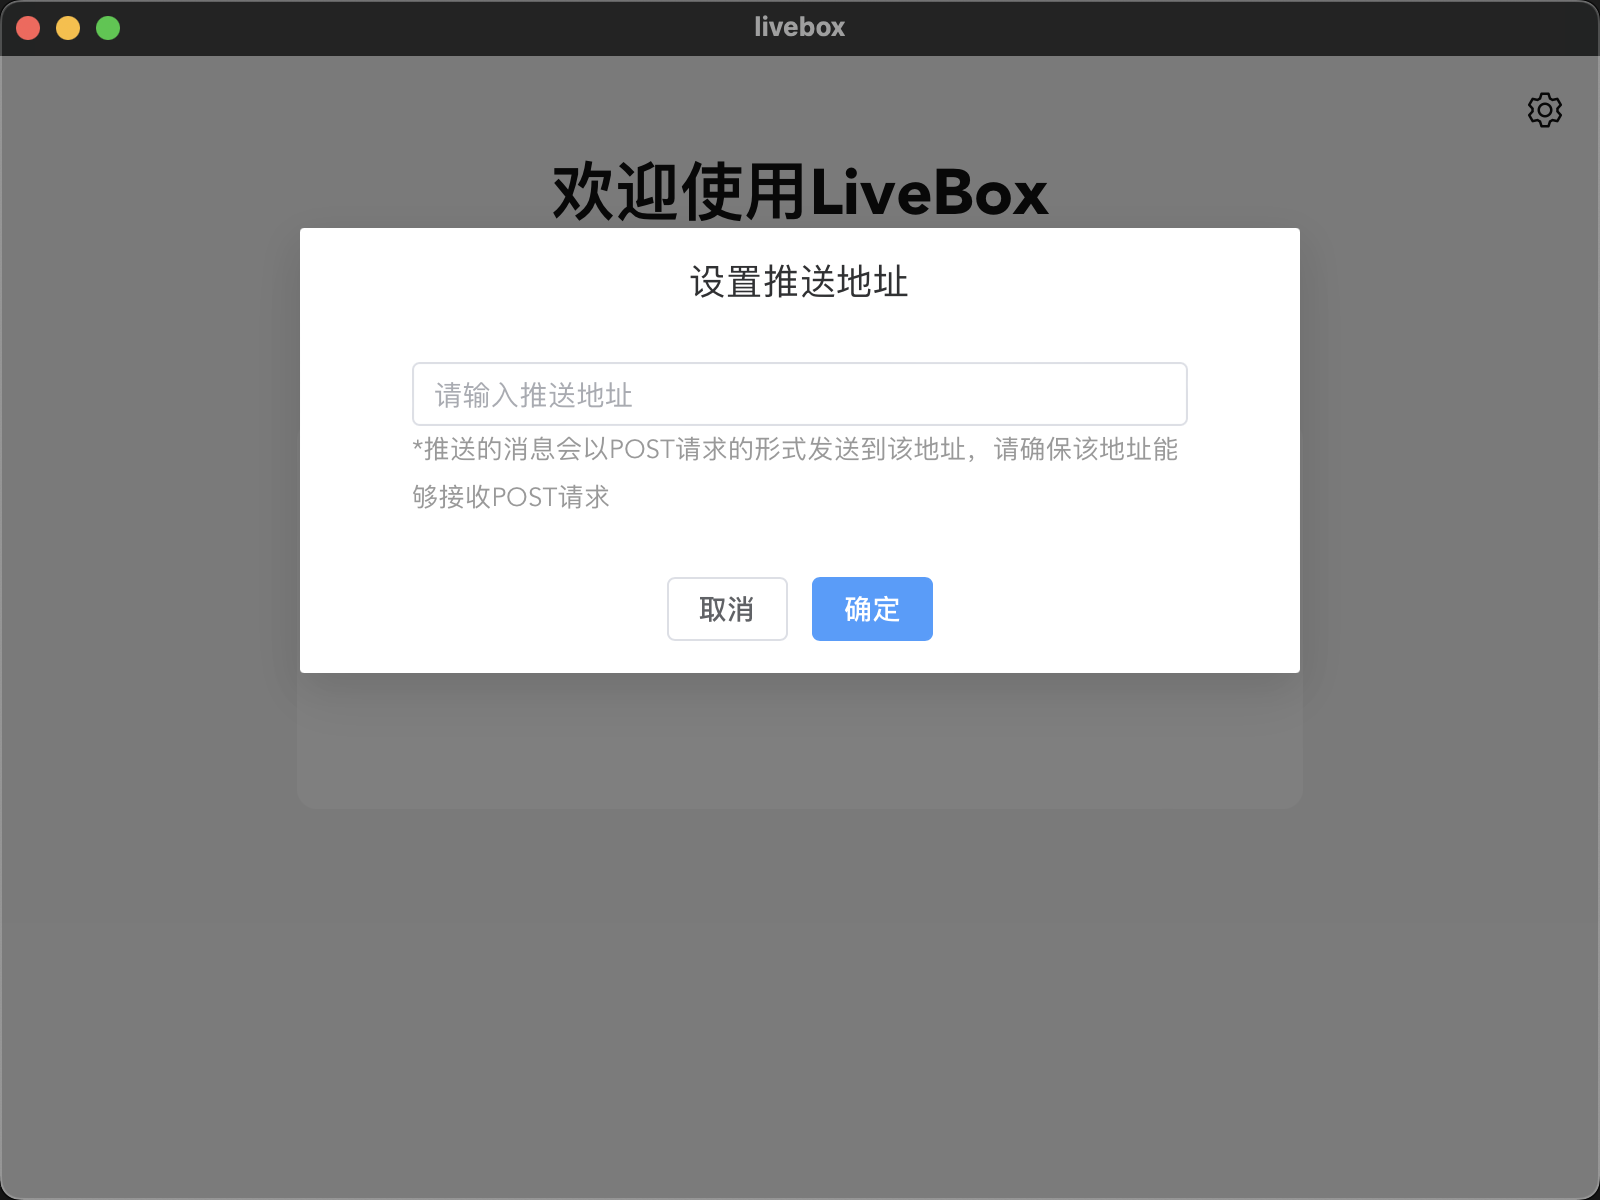 livebox
欢迎使用LiveBox
设置推送地址
请输入推送地址
*推送的消息会以POST请求的形式发送到该地址，请确保该地址能
够接收POST请求
取消
确定